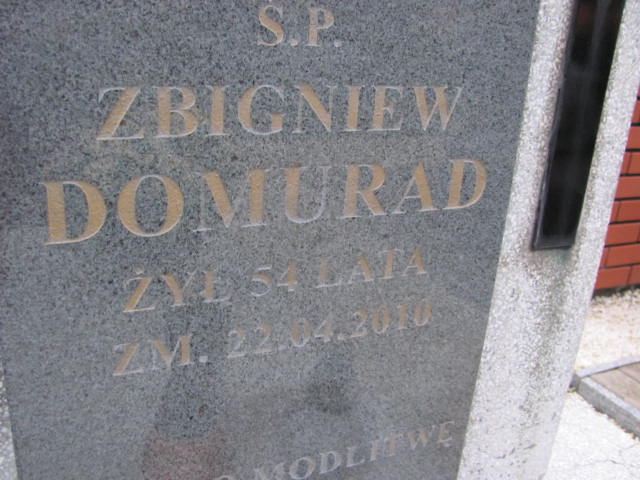 Ś.P.
ZBIGNIEW
DOMURAD
ŻYŁ 54 LATA
ZM. 22.04.2010
O MODLITWĘ